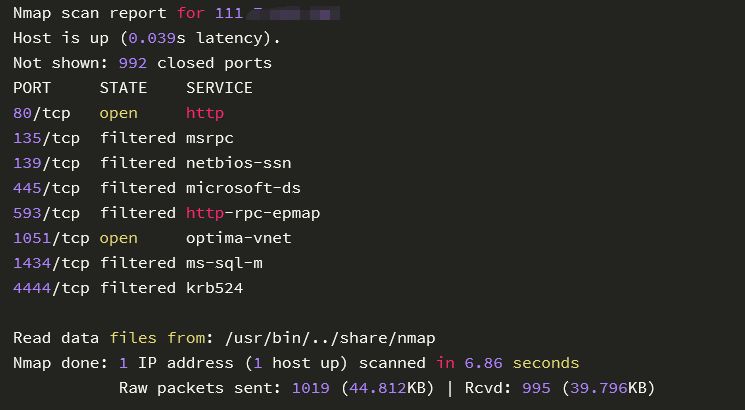 Nmap scan report for 111
Host is up (0.039s latency).
Not shown: 992 closed ports
PORT     STATE    SERVICE
80/tcp   open     http
135/tcp  filtered msrpc
139/tcp  filtered netbios-ssn
445/tcp  filtered microsoft-ds
593/tcp  filtered http-rpc-epmap
1051/tcp open     optima-vnet
1434/tcp filtered ms-sql-m
4444/tcp filtered krb524
Read data files from: /usr/bin/../share/nmap
Nmap done: 1 IP address (1 host up) scanned in 6.86 seconds
Raw packets sent: 1019 (44.812KB) | Rcvd: 995 (39.796KB)